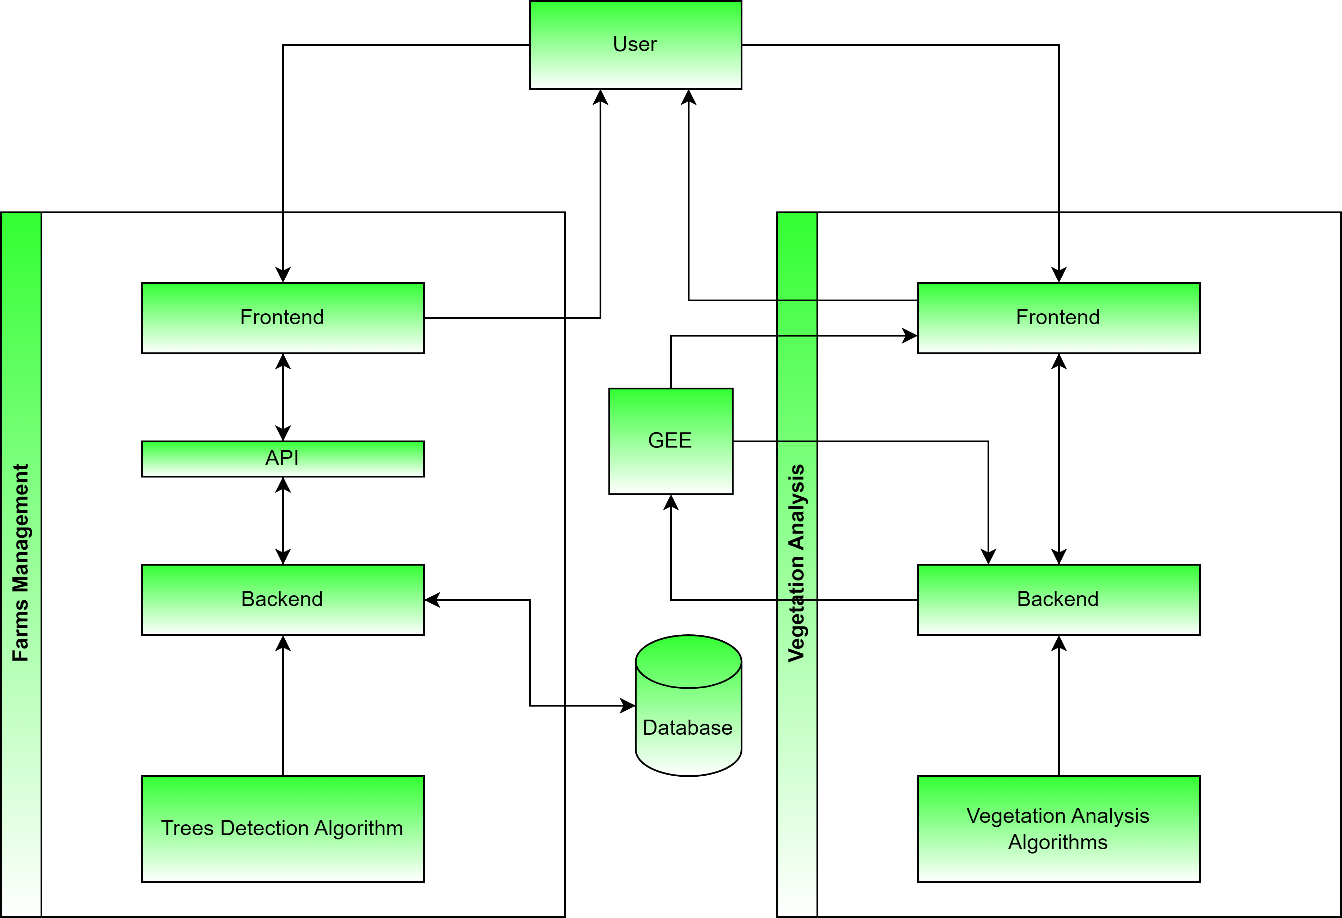 User
Farms Management
Frontend
API
Backend
Trees Detection Algorithm
GEE
Database
Vegetation Analysis
Frontend
Backend
Vegetation Analysis
Algorithms